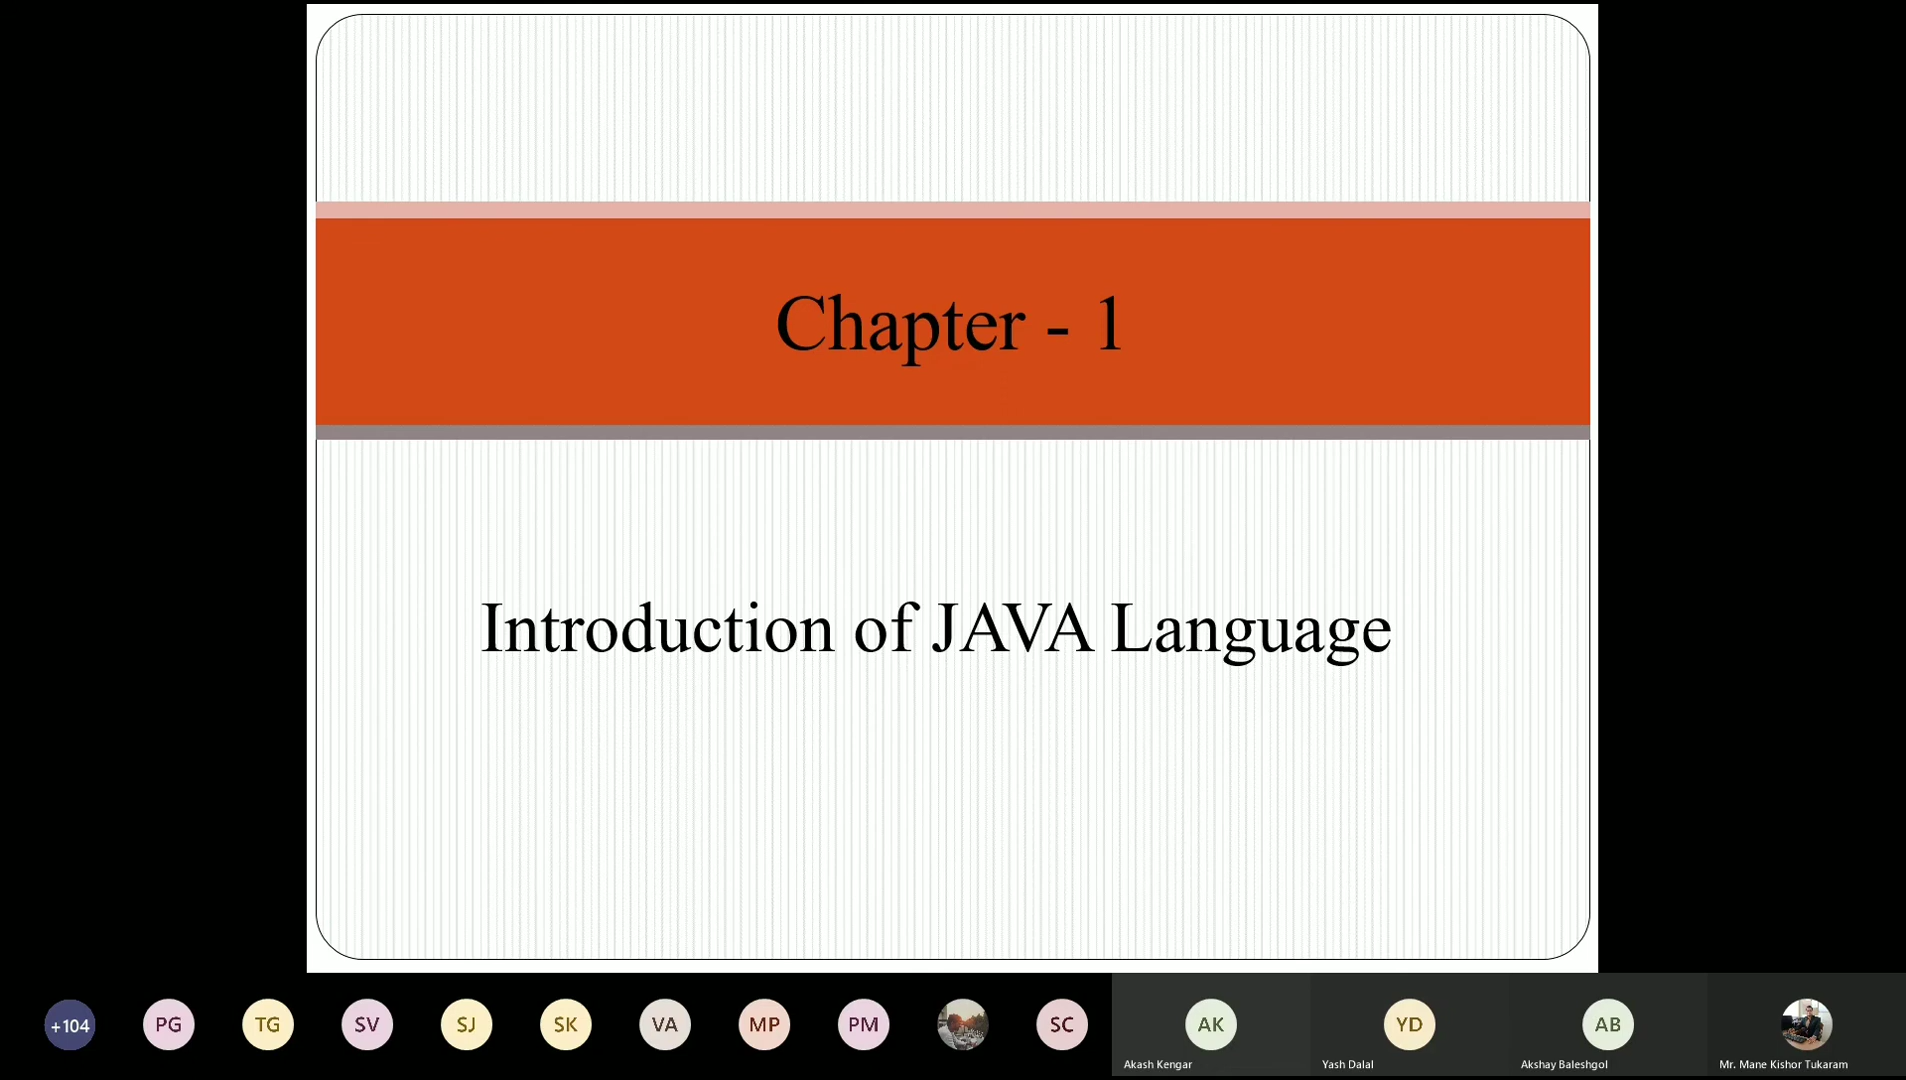 Chapter - 1
Introduction of JAVA Language
+104
PG
TG
SV
SJ
SK
VA
MP
PM
SC
AK
YD
AB
Akash Kengar
Yash Dalal
Akshay Baleshgol
Mr. Mane Kishor Tukaram